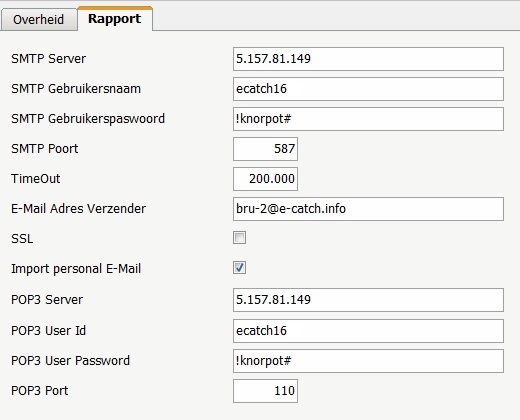 Overheid Rapport
SMTP Server 5.157.81.149
SMTP Gebruikersnaam ecatch16
SMTP Gebruikerspaswoord !knorpot#
SMTP Poort 587
TimeOut 200.000
E-Mail Adres Verzender bru-2@e-catch.info
SSL
Import personal E-Mail
POP3 Server 5.157.81.149
POP3 User Id ecatch16
POP3 User Password !knorpot#
POP3 Port 110